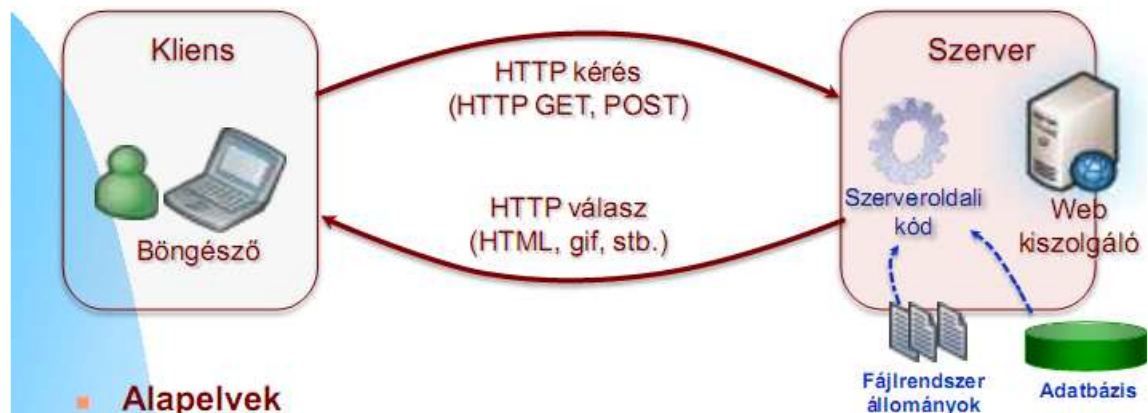 Kliens
Böngésző
HTTP kérés
(HTTP GET, POST)
HTTP válasz
(HTML, gif, stb.)
Szerver
Szerveroldali
kód
Web
kiszolgáló
Fájlrendszer
állományok
Adatbázis
Alapelvek